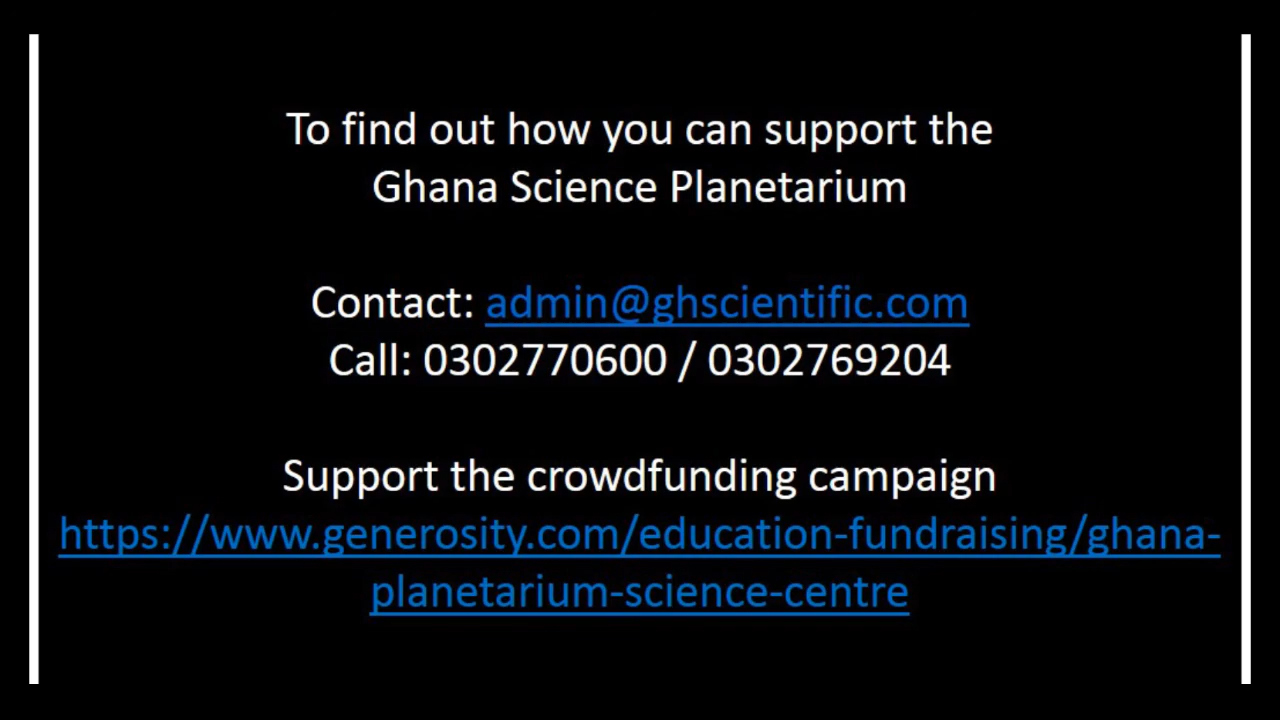 To find out how you can support the
Ghana Science Planetarium
Contact: admin@ghscientific.com
Call: 0302770600 / 0302769204
Support the crowdfunding campaign
https://www.generosity.com/education-fundraising/ghana-
planetarium-science-centre